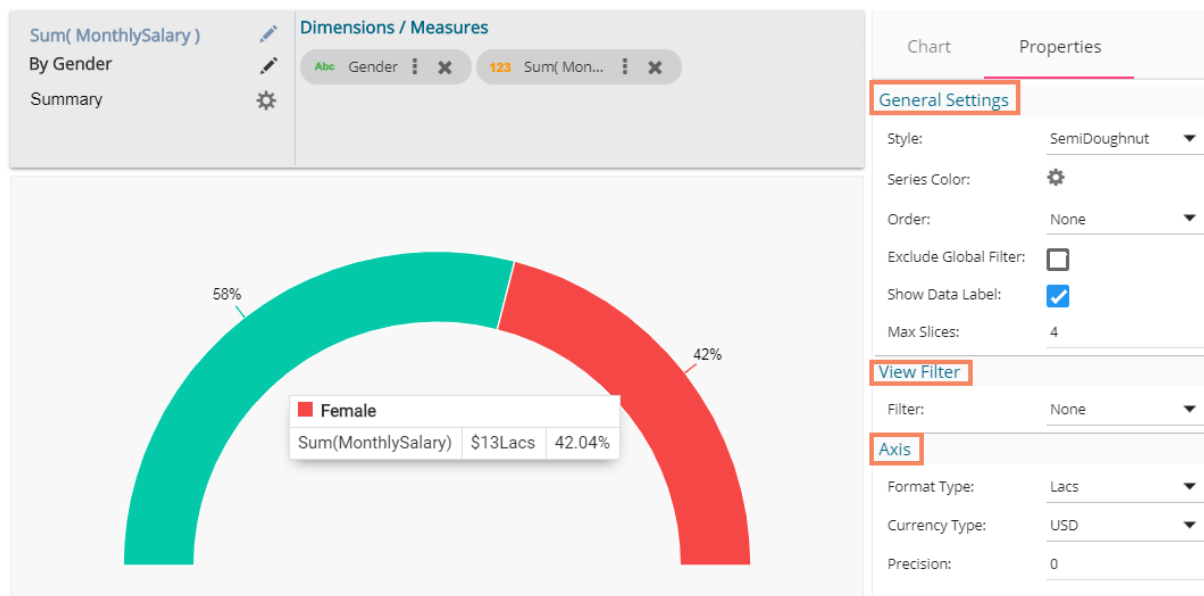 Sum( MonthlySalary )
By Gender
Summary
Dimensions / Measures
Abc Gender
123 Sum( Mon...
Chart Properties
General Settings
Style: SemiDoughnut
Series Color:
Order: None
Exclude Global Filter:
Show Data Label:
Max Slices: 4
View Filter
Filter: None
Axis
Format Type: Lacs
Currency Type: USD
Precision: 0
58%
42%
Female
Sum(MonthlySalary) $13Lacs 42.04%